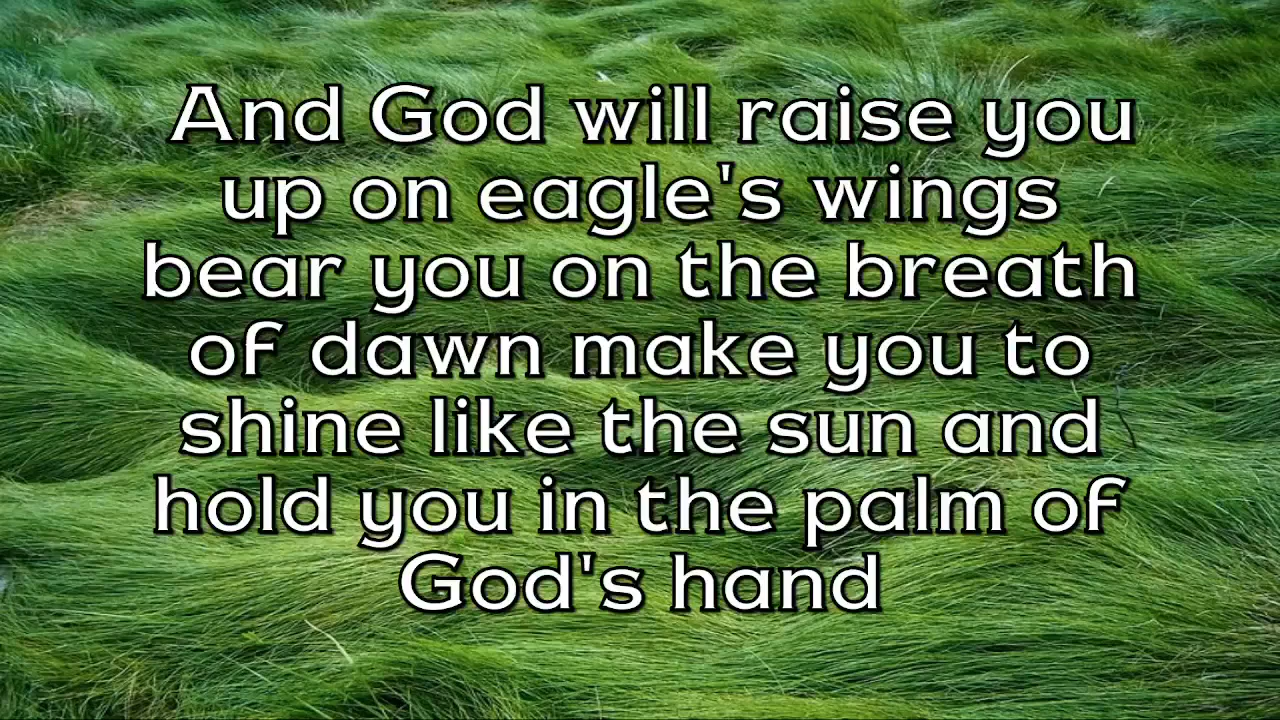 And God will raise you
up on eagle's wings
bear you on the breath
of dawn make you to
shine like the sun and
hold you in the palm of
God's hand